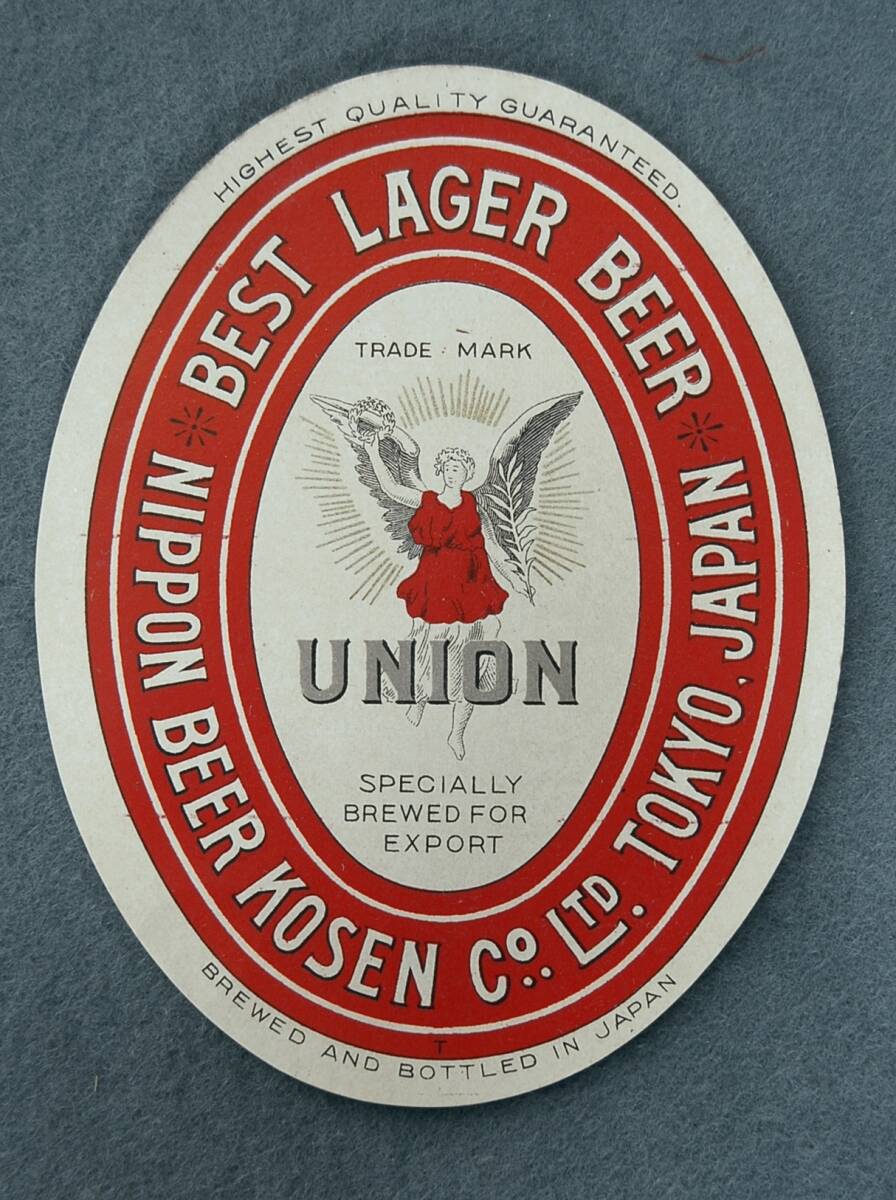 HIGHEST QUALITY GUARANTEED.
BEST LAGER BEER
TRADE MARK
UNION
SPECIALLY
BREWED FOR
EXPORT
NIPPON BEER KOSEN Co. LTD. TOKYO, JAPAN
T
BREWED AND BOTTLED IN JAPAN